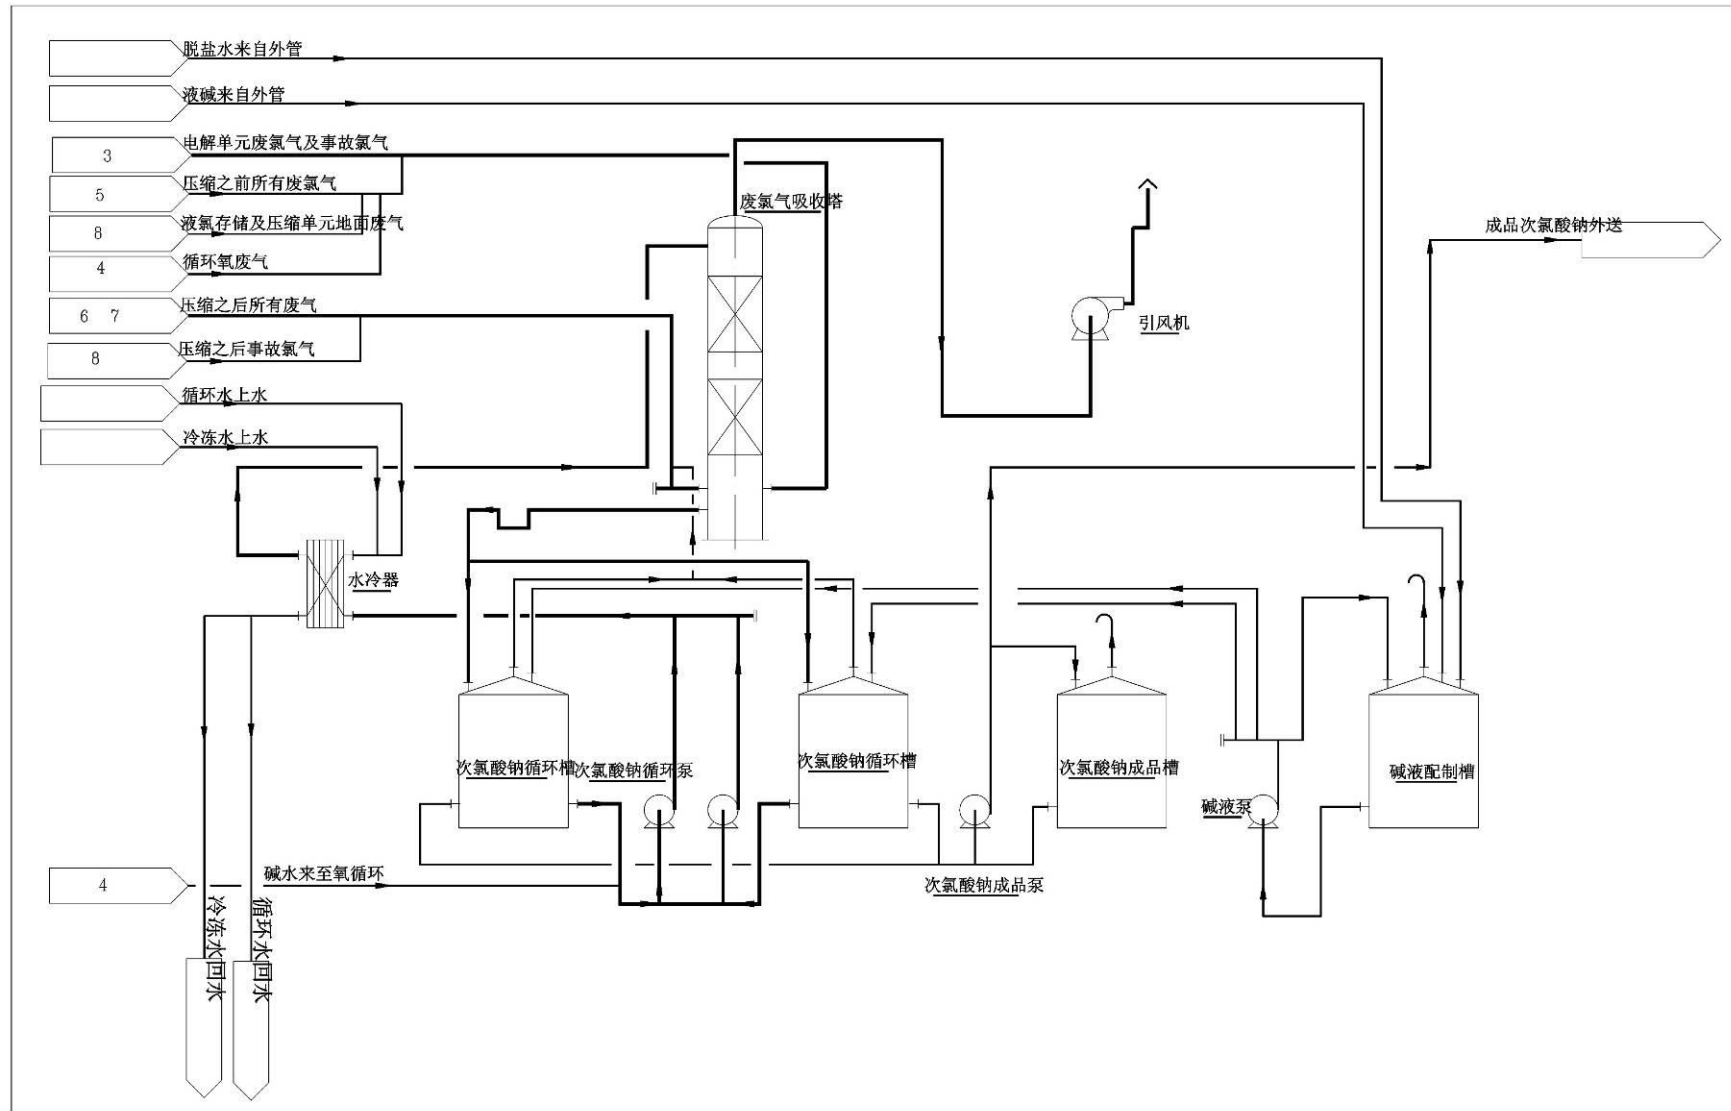 脱盐水来自外管
液碱来自外管
电解单元废氯气及事故氯气
3
压缩之前所有废氯气
5
液氯存储及压缩单元地面废气
8
循环氧废气
4
压缩之后所有废气
6 7
压缩之后事故氯气
8
循环水上水
冷冻水上水
废氯气吸收塔
引风机
成品次氯酸钠外送
水冷器
次氯酸钠循环槽
次氯酸钠循环泵
次氯酸钠循环槽
次氯酸钠成品槽
碱液泵
碱液配制槽
次氯酸钠成品泵
碱水来至氧循环
4
冷冻水回水
循环水回水